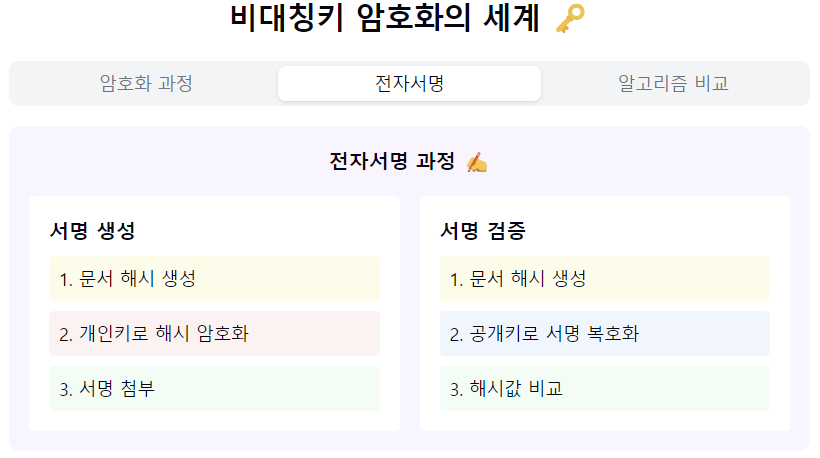 비대칭키 암호화의 세계 🔑
암호화 과정
전자서명
알고리즘 비교
전자서명 과정 ✍
서명 생성
1. 문서 해시 생성
2. 개인키로 해시 암호화
3. 서명 첨부
서명 검증
1. 문서 해시 생성
2. 공개키로 서명 복호화
3. 해시값 비교